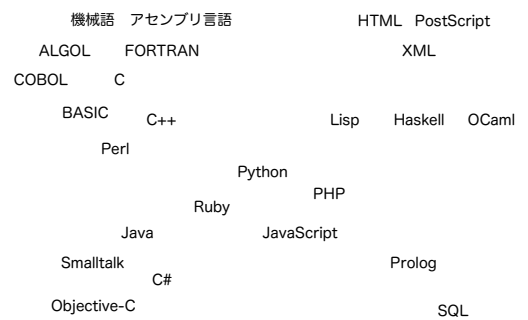 機械語 アセンブリ言語 HTML PostScript
ALGOL FORTRAN XML
COBOL C
BASIC C++ Lisp Haskell OCaml
Perl
Python
PHP
Ruby
Java JavaScript
Smalltalk Prolog
C#
Objective-C SQL